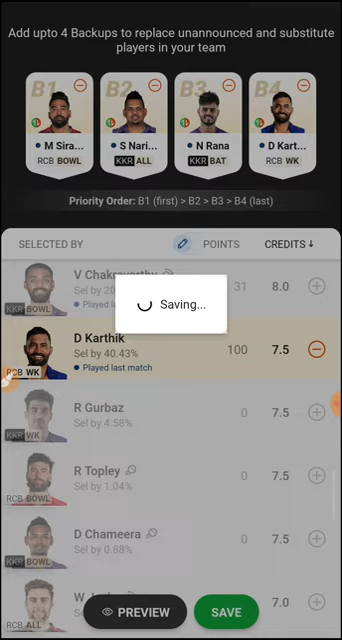 Add upto 4 Backups to replace unannounced and substitute
players in your team
B1 B2 B3 B4
M Sira... S Nari... N Rana D Kart...
RCB BOWL KKR ALL KKR BAT RCB WK
Priority Order: B1 (first) > B2 > B3 > B4 (last)
SELECTED BY POINTS CREDITS ↓
V Chakravarthy 31 8.0
Sel by 20
Played la
KKR BOWL
Saving...
D Karthik 100 7.5
Sel by 40.43%
Played last match
RCB WK
R Gurbaz 0 7.5
Sel by 4.58%
KKR WK
R Topley 0 7.5
Sel by 1.04%
RCB BOWL
D Chameera 0 7.5
Sel by 0.88%
KKR BOWL
W 7.0
RCB ALL
PREVIEW SAVE